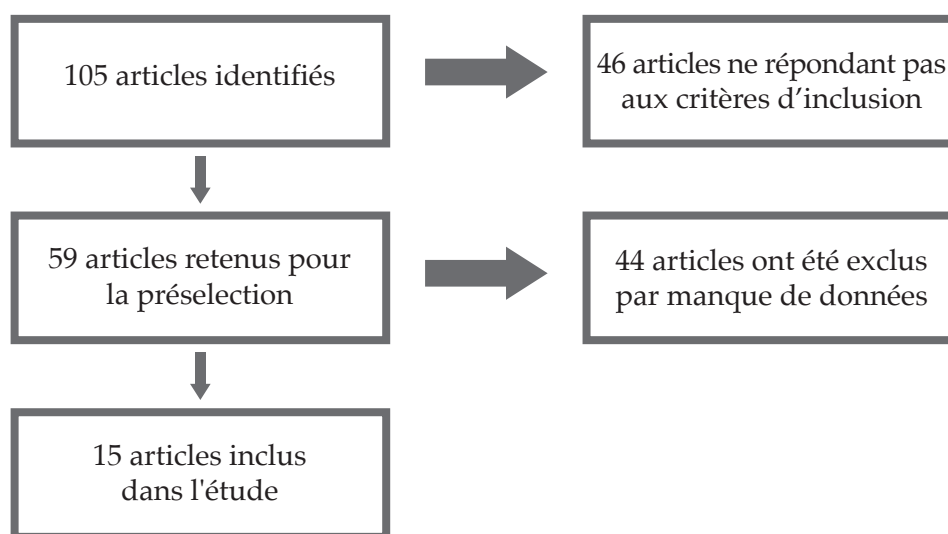 105 articles identifiés
46 articles ne répondant pas
aux critères d’inclusion
59 articles retenus pour
la préselection
44 articles ont été exclus
par manque de données
15 articles inclus
dans l'étude